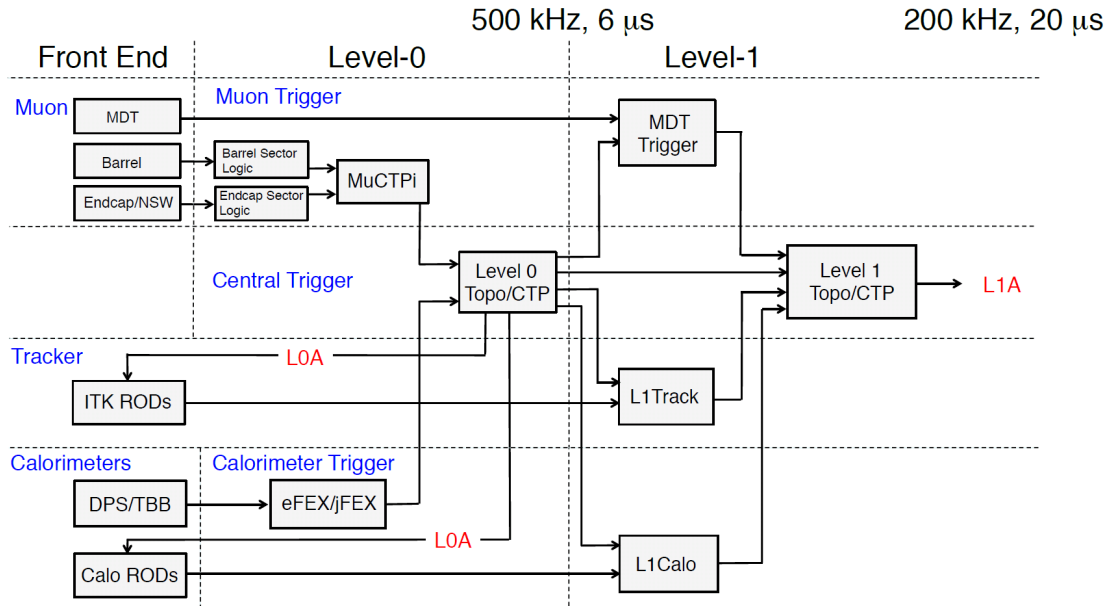 500 kHz, 6 μs
200 kHz, 20 μs
Front End
Level-0
Level-1
Muon
Muon Trigger
MDT
MDT
Trigger
Barrel
Barrel Sector
Logic
MuCTPi
Endcap/NSW
Endcap Sector
Logic
Central Trigger
Level 0
Topo/CTP
Level 1
Topo/CTP
L1A
Tracker
L0A
ITK RODs
L1Track
Calorimeters
Calorimeter Trigger
DPS/TBB
eFEX/jFEX
L0A
Calo RODs
L1Calo